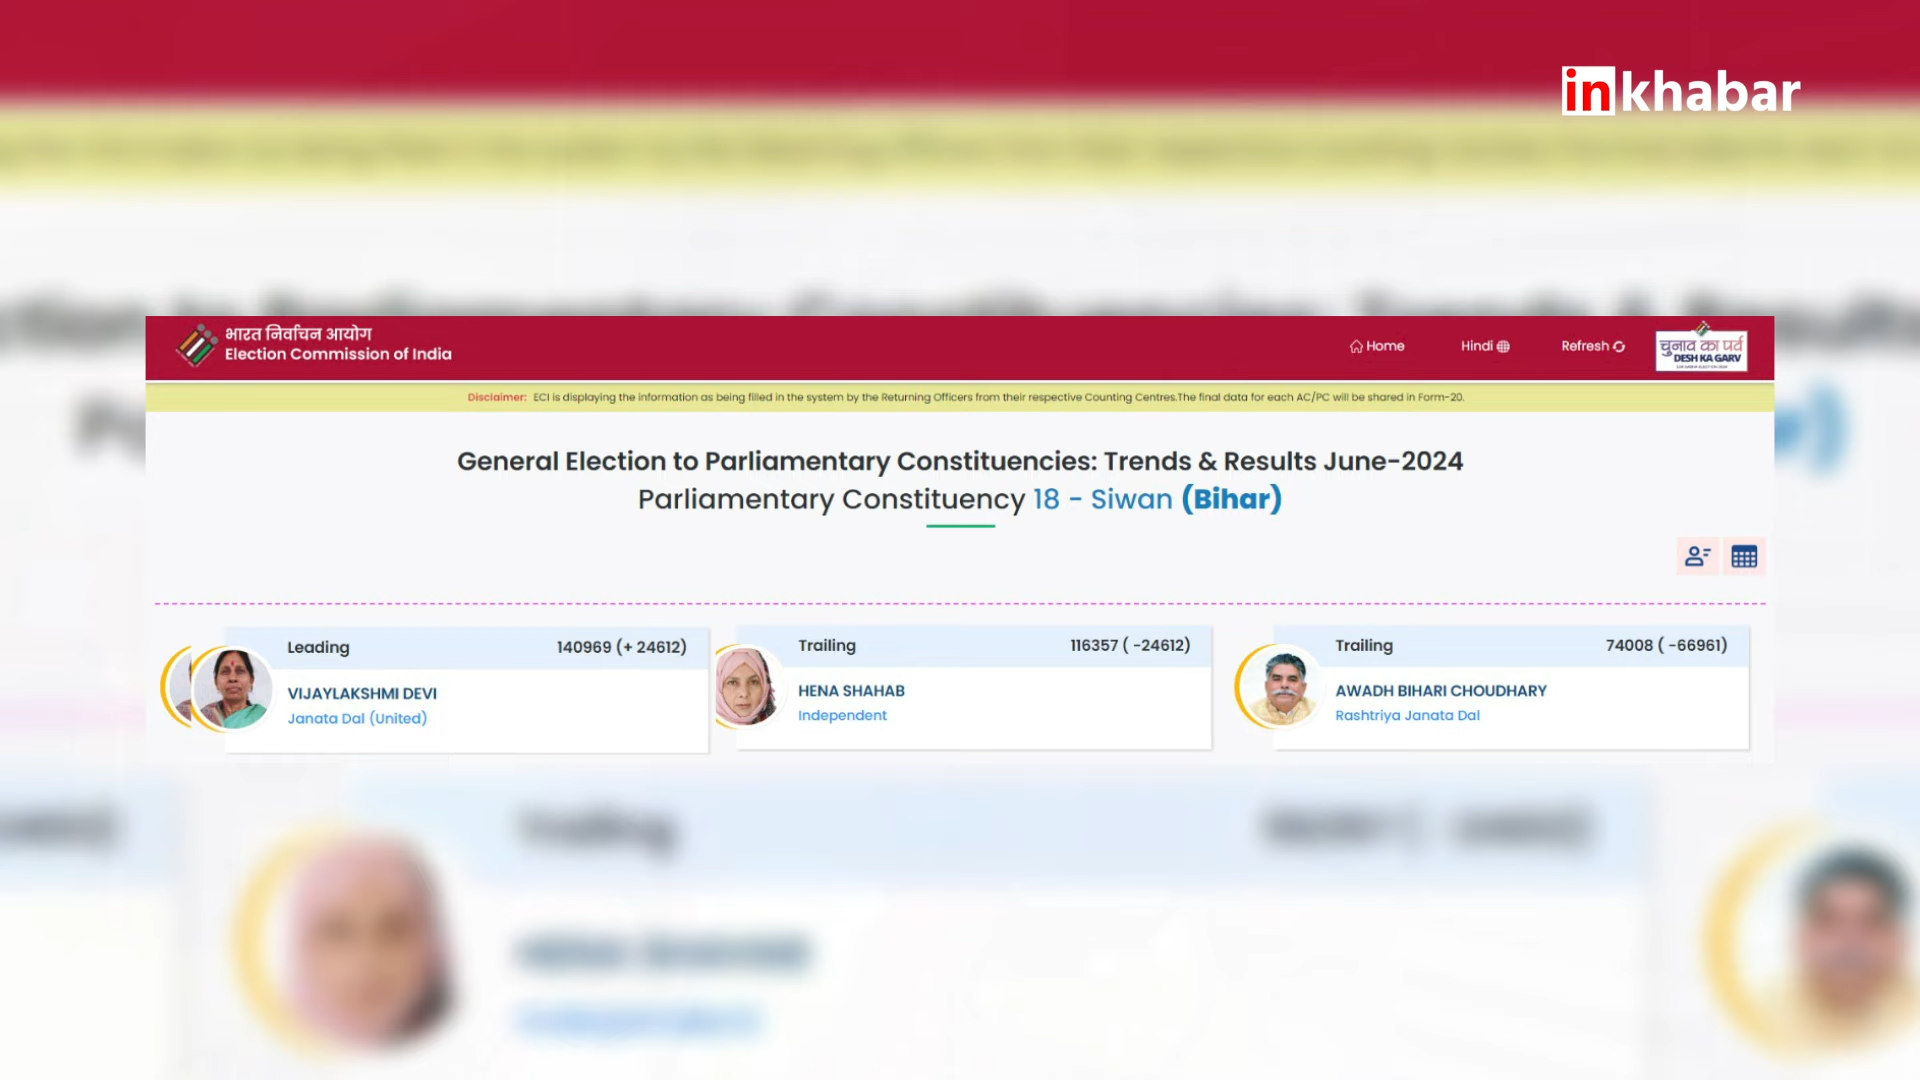 inkhabar
भारत निर्वाचन आयोग
Election Commission of India
Home
Hindi
Refresh
चुनाव का पर्व
DESH KA GARV
Disclaimer: ECI is displaying the information as being filled in the system by the Returning Officers from their respective Counting Centres.The final data for each AC/PC will be shared in Form-20.
General Election to Parliamentary Constituencies: Trends & Results June-2024
Parliamentary Constituency 18 - Siwan (Bihar)
Leading 140969 (+ 24612)
VIJAYLAKSHMI DEVI
Janata Dal (United)
Trailing 116357 ( -24612)
HENA SHAHAB
Independent
Trailing 74008 ( -66961)
AWADH BIHARI CHOUDHARY
Rashtriya Janata Dal